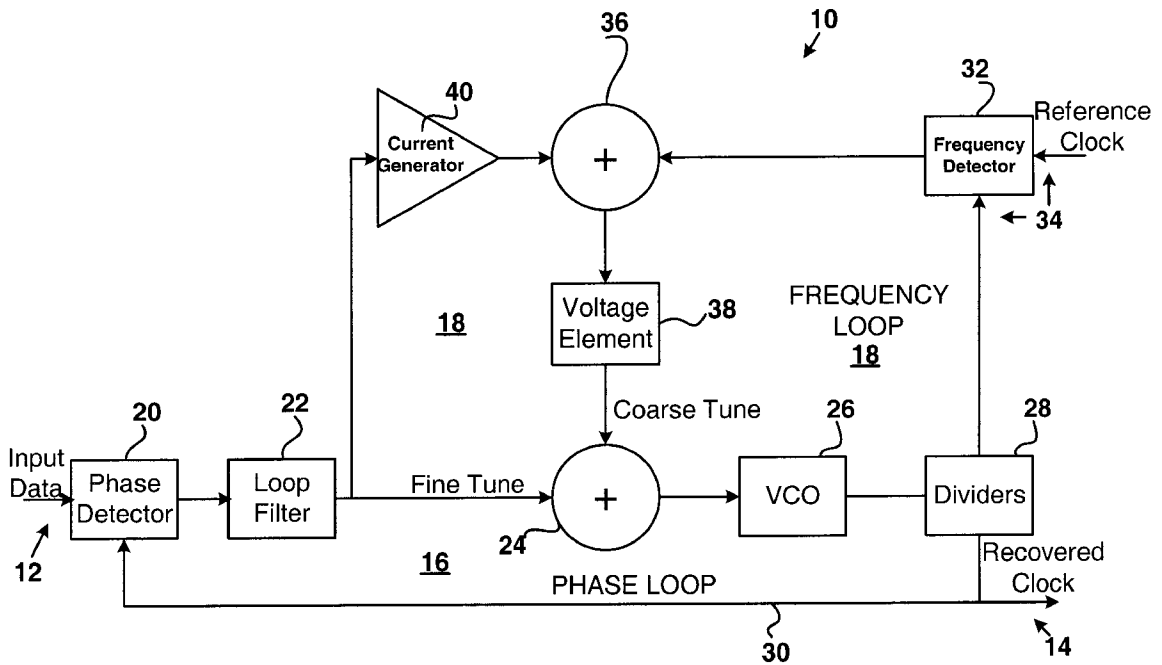 36
10
40
32
Reference
Clock
Current
Generator
+
Frequency
Detector
34
Voltage
Element
38
18
FREQUENCY
LOOP
18
Coarse Tune
20
22
26
28
Input
Data
Phase
Detector
Loop
Filter
Fine Tune
+
VCO
Dividers
24
12
16
PHASE LOOP
Recovered
Clock
30
14